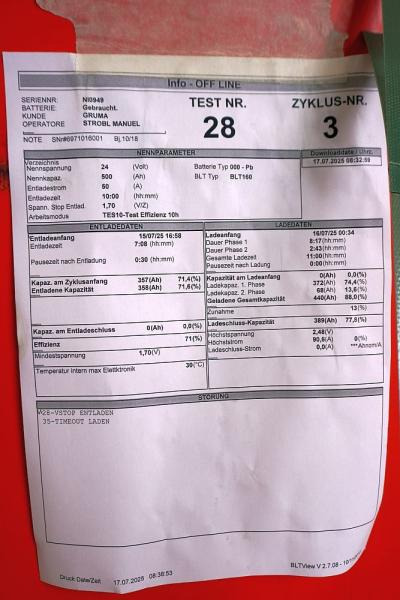 Info - OFF LINE
SERIENNR: NI0949
BATTERIE: Gebraucht.
KUNDE GRUMA
OPERATORE STROBL MANUEL
NOTE SNr#6971016001 Bj.10/18
TEST NR.
28
ZYKLUS-NR.
3
NENNPARAMETER
Downloaddate / Uhrz.
17.07.2025 08:32:59
Verzeichnis
Nennspannung 24 (Volt) Batterie Typ 000 - Pb
Nennkapaz. 500 (Ah) BLT Typ BLT160
Entladestrom 50 (A)
Entladezeit 10:00 (hh:mm)
Spann. Stop Entlad. 1,70 (V/Z)
Arbeitsmodus TES10-Test Effizienz 10h
ENTLADEDATEN
Entladeanfang 15/07/25 16:58
Entladezeit 7:08 (hh:mm)
Pausezeit nach Entladung 0:30 (hh:mm)
Kapaz. am Zyklusanfang 357(Ah) 71,4(%)
Entladene Kapazität 358(Ah) 71,6(%)
Kapaz. am Entladeschluss 0(Ah) 0,0(%)
Effizienz 71(%)
Mindestspannung 1,70(V)
Temperatur Intern max Elettktronik 30(°C)
LADEDATEN
Ladeanfang 16/07/25 00:34
Dauer Phase 1 8:17(hh:mm)
Dauer Phase 2 2:43(hh:mm)
Gesamte Ladezeit 11:00(hh:mm)
Pausezeit nach Ladung 0:00(hh:mm)
Kapazität am Ladeanfang 0(Ah) 0,0(%)
Ladekapaz. 1. Phase 372(Ah) 74,4(%)
Ladekapaz. 2. Phase 68(Ah) 13,6(%)
Geladene Gesamtkapazität 440(Ah) 88,0(%)
Zunahme 13(%)
Ladeschluss-Kapazität 389(Ah) 77,8(%)
Höchstspannung 2,48(V)
Höchstelstrom 90,6(A) 0(%)
Ladeschluss-Strom 0,0(A) ***Ahnom/A
STÖRUNG
28-VSTOP ENTLADEN
35-TIMEOUT LADEN
Druck Date/Zeit 17.07.2025 08:36:53
BLTView V 2.7.08 -